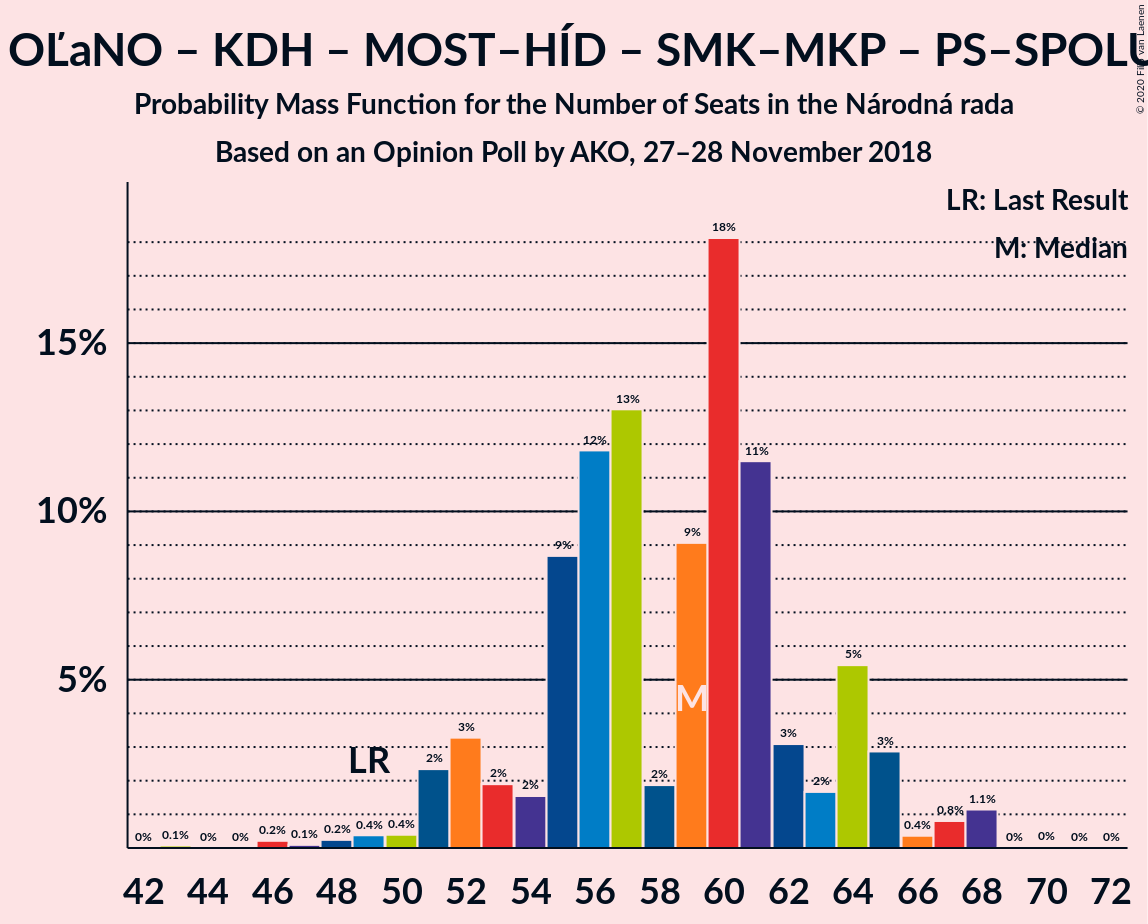 OĽaNO – KDH – MOST–HÍD – SMK–MKP – PS–SPOLU
© 2020 Filip van Laenen
Probability Mass Function for the Number of Seats in the Národná rada
Based on an Opinion Poll by AKO, 27–28 November 2018
LR: Last Result
M: Median
15%
10%
5%
0% 0.1% 0% 0% 0.2% 0.1% 0.2% 0.4% 0.4% 2% 3% 2% 2% 9% 12% 13% 2% 9% 18% 11% 3% 2% 5% 3% 0.4% 0.8% 1.1% 0% 0% 0% 0%
LR
M
42 44 46 48 50 52 54 56 58 60 62 64 66 68 70 72